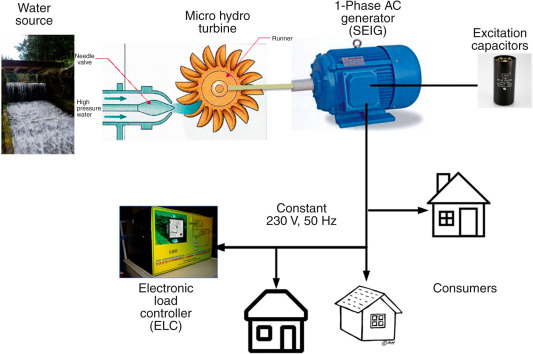 Water
source
Micro hydro
turbine
1-Phase AC
generator
(SEIG)
Excitation
capacitors
Needle
valve
Runner
High
pressure
water
Constant
230 V, 50 Hz
Electronic
load
controller
(ELC)
Consumers